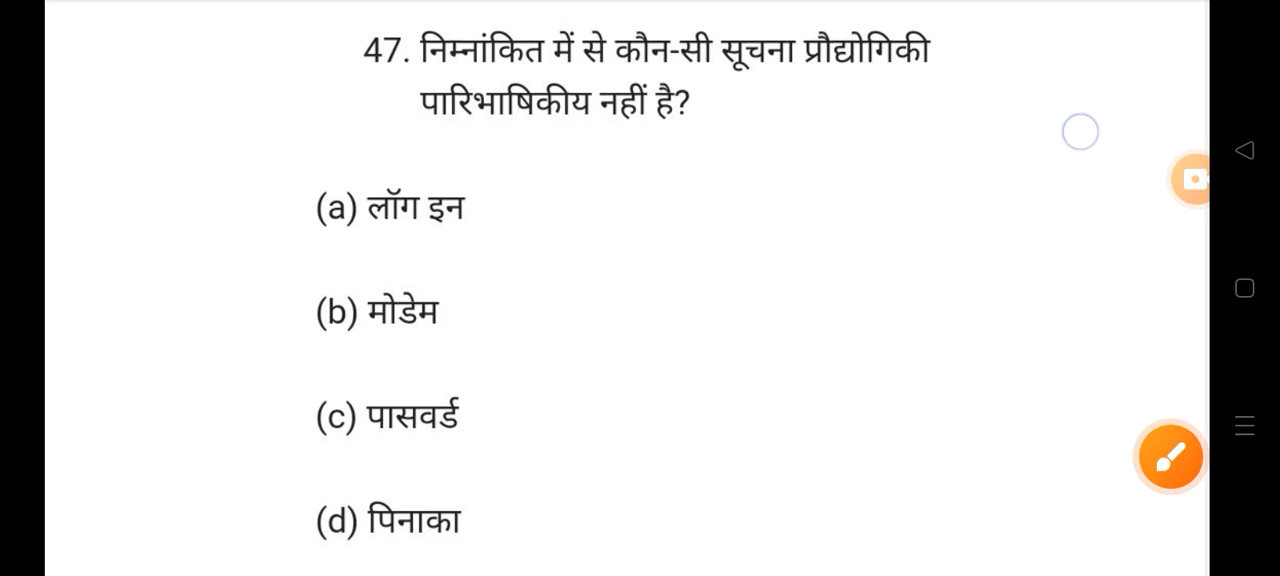 47. निम्नांकित में से कौन-सी सूचना प्रौद्योगिकी
पारिभाषिकीय नहीं है?
(a) लॉग इन
(b) मोडेम
(c) पासवर्ड
(d) पिनाका